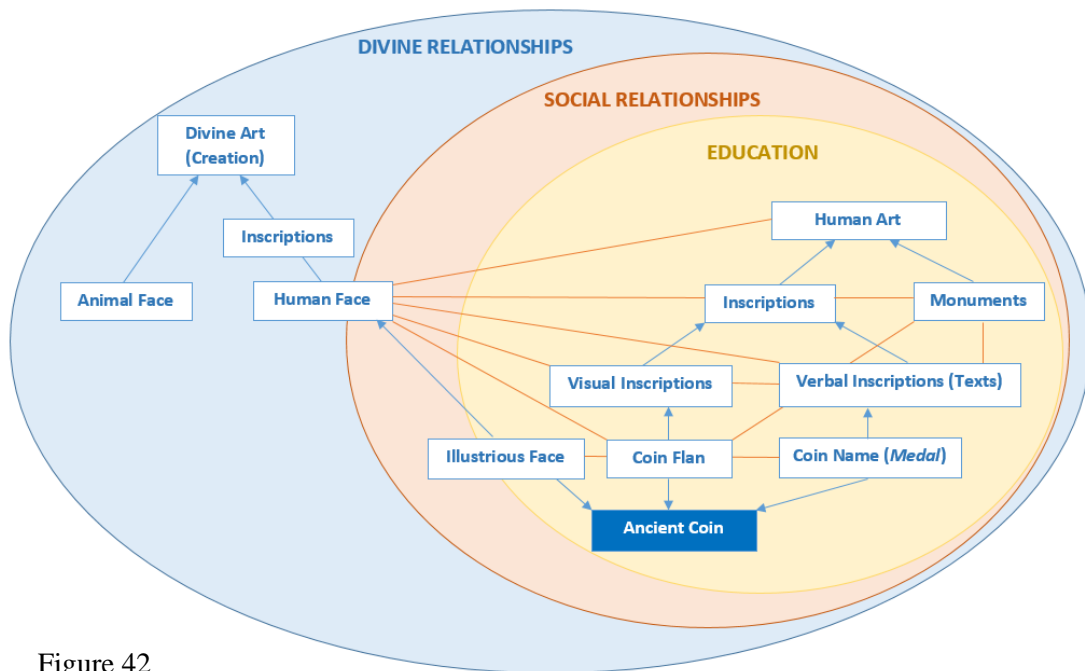 DIVINE RELATIONSHIPS
SOCIAL RELATIONSHIPS
EDUCATION
Divine Art
(Creation)
Human Art
Inscriptions
Animal Face
Human Face
Inscriptions
Monuments
Visual Inscriptions
Verbal Inscriptions (Texts)
Illustrious Face
Coin Flan
Coin Name (Medal)
Ancient Coin
Figure 42